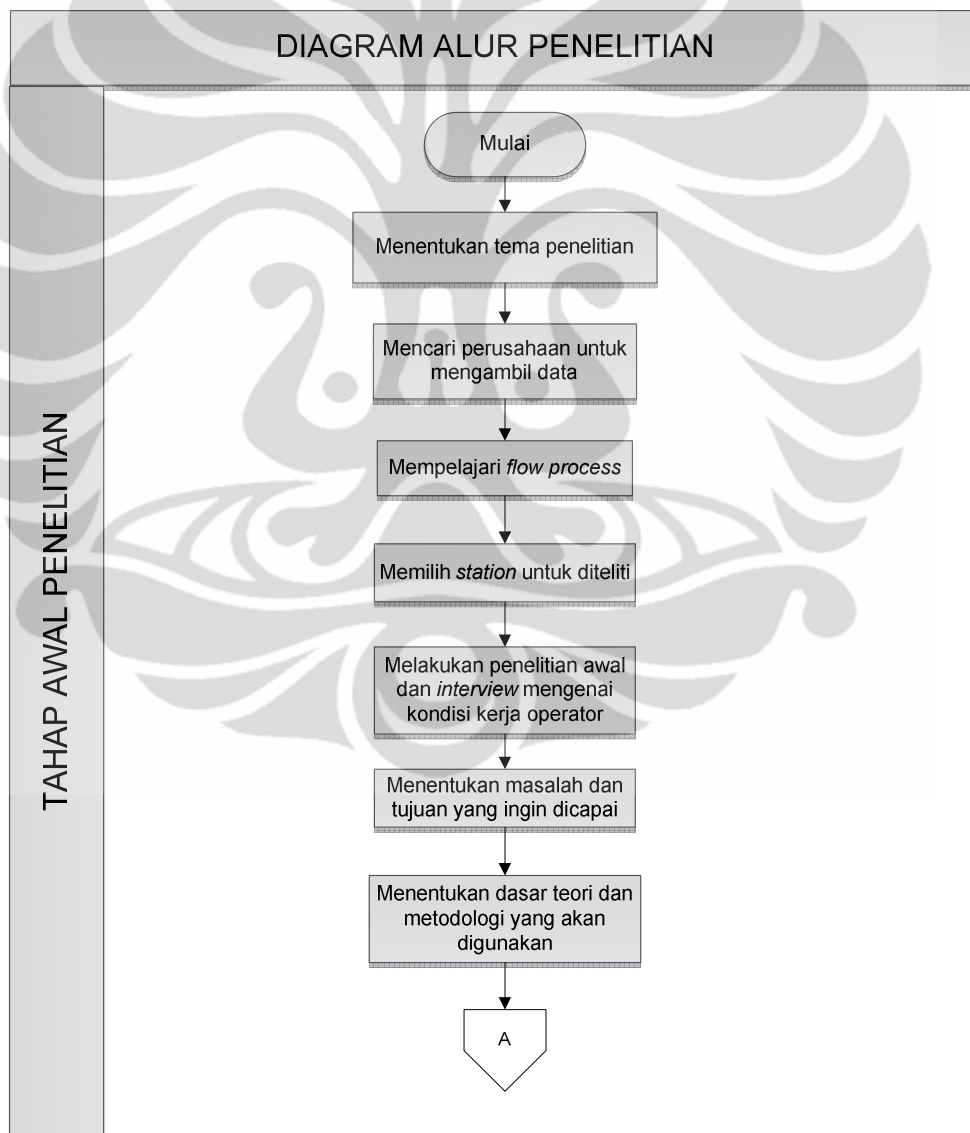 DIAGRAM ALUR PENELITIAN
TAHAP AWAL PENELITIAN
Mulai
Menentukan tema penelitian
Mencari perusahaan untuk
mengambil data
Mempelajari flow process
Memilih station untuk diteliti
Melakukan penelitian awal
dan interview mengenai
kondisi kerja operator
Menentukan masalah dan
tujuan yang ingin dicapai
Menentukan dasar teori dan
metodologi yang akan
digunakan
A